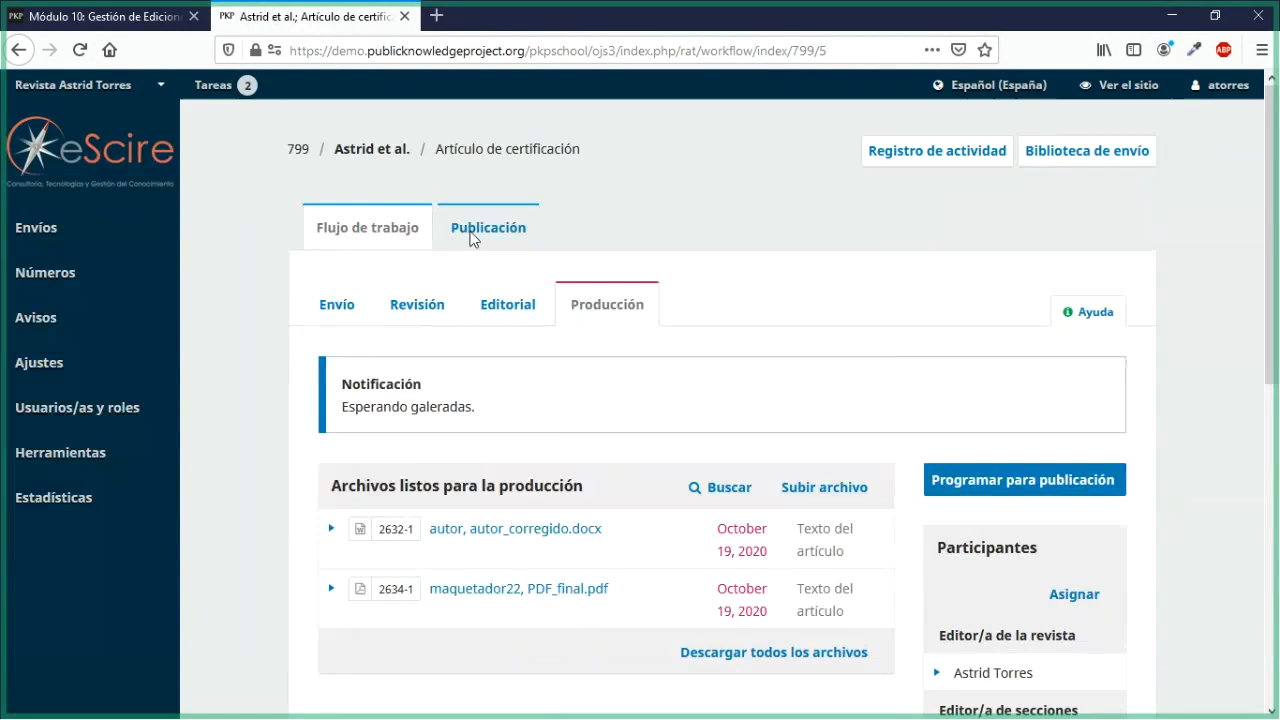 Módulo 10: Gestión de Edicion
Astrid et al.; Artículo de certific
https://demo.publicknowledgeproject.org/pkpschool/ojs3/index.php/rat/workflow/index/799/5
ABP
Revista Astrid Torres
Tareas 2
Español (España)
Ver el sitio
atorres
eScire
Consultoría, Tecnologías y Gestión del Conocimiento
799 / Astrid et al. / Artículo de certificación
Registro de actividad
Biblioteca de envío
Envíos
Números
Avisos
Ajustes
Usuarios/as y roles
Herramientas
Estadísticas
Flujo de trabajo
Publicación
Envío
Revisión
Editorial
Producción
Ayuda
Notificación
Esperando galeradas.
Archivos listos para la producción
Buscar
Subir archivo
2632-1 autor, autor_corregido.docx
October 19, 2020
Texto del artículo
2634-1 maquetador22, PDF_final.pdf
October 19, 2020
Texto del artículo
Descargar todos los archivos
Programar para publicación
Participantes
Asignar
Editor/a de la revista
Astrid Torres
Editor/a de secciones